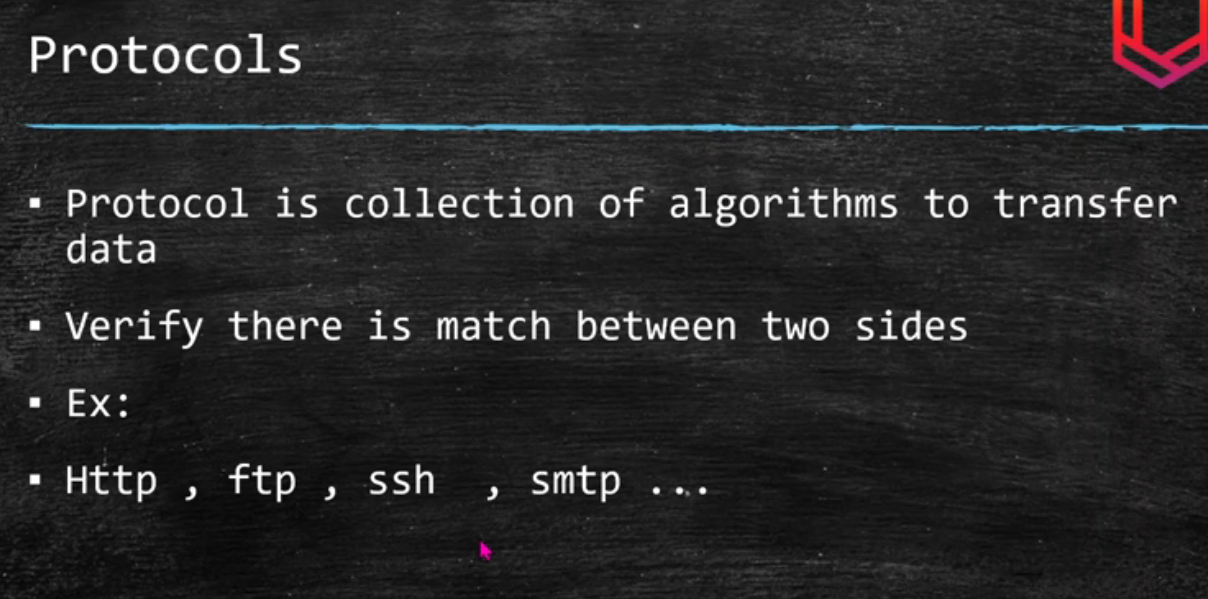 Protocols
▪ Protocol is collection of algorithms to transfer
data
▪ Verify there is match between two sides
▪ Ex:
▪ Http , ftp , ssh  , smtp ...